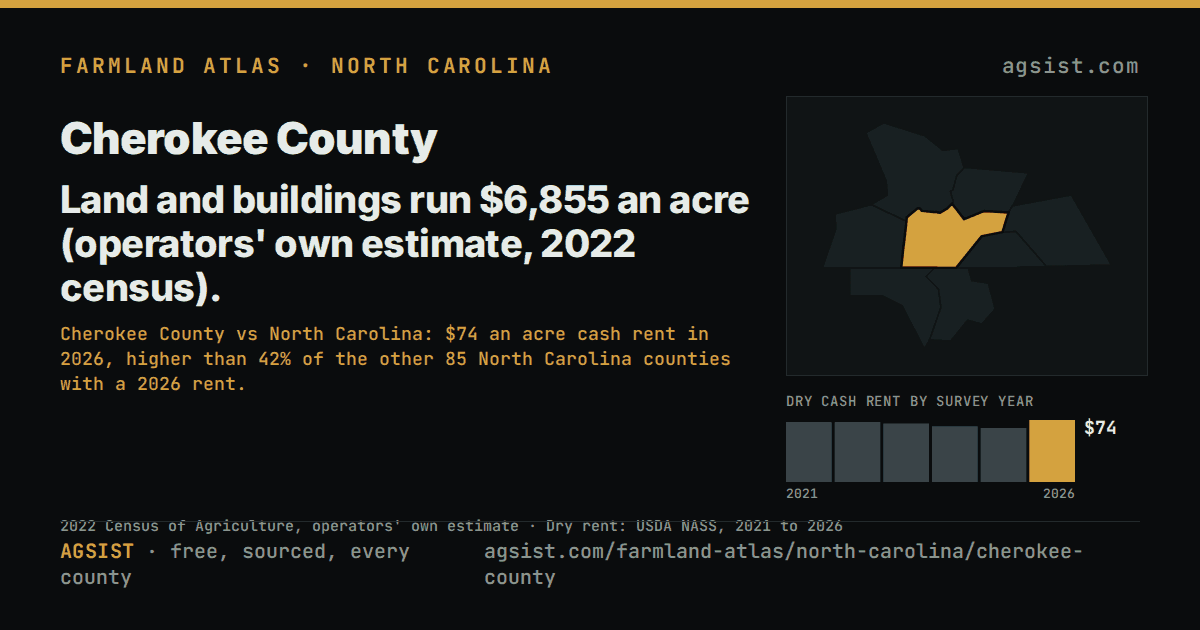 FARMLAND ATLAS · NORTH CAROLINA
agsist.com
Cherokee County
Land and buildings run $6,855 an acre
(operators' own estimate, 2022
census).
Cherokee County vs North Carolina: $74 an acre cash rent in
2026, higher than 42% of the other 85 North Carolina counties
with a 2026 rent.
DRY CASH RENT BY SURVEY YEAR
$74
2021
2026
2022 Census of Agriculture, operators' own estimate · Dry rent: USDA NASS, 2021 to 2026
AGSIST · free, sourced, every
county
agsist.com/farmland-atlas/north-carolina/cherokee-
county